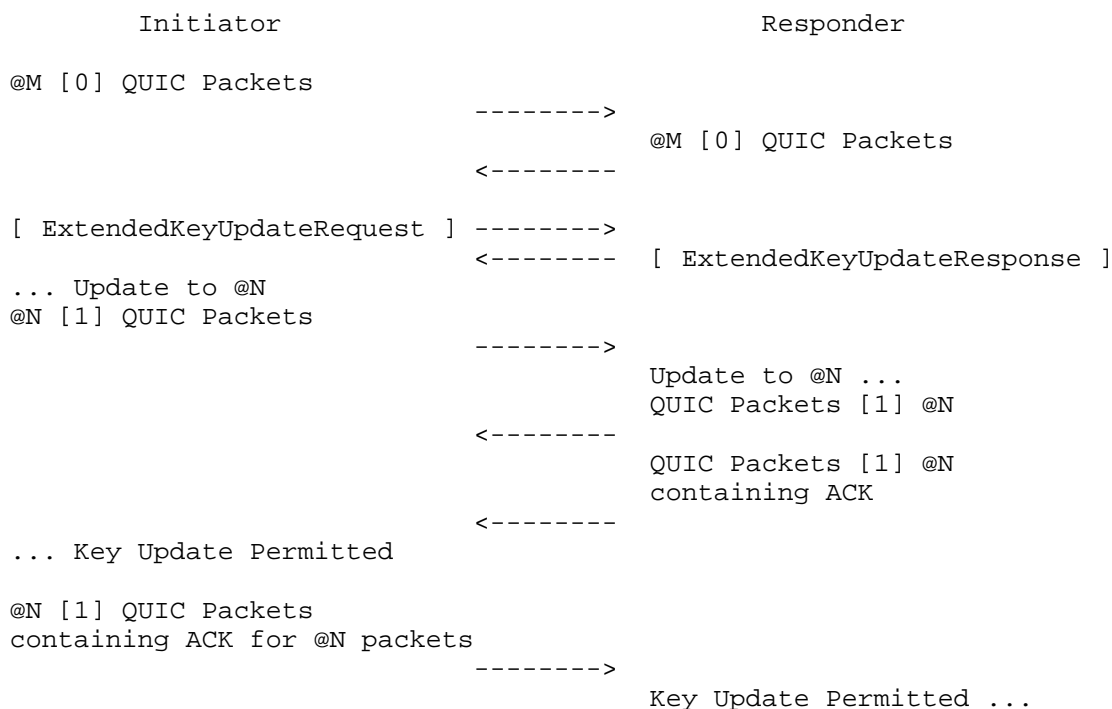 Initiator                                Responder
@M [0] QUIC Packets
-------->
@M [0] QUIC Packets
<--------
[ ExtendedKeyUpdateRequest ] -------->
<-------- [ ExtendedKeyUpdateResponse ]
... Update to @N
@N [1] QUIC Packets
-------->
Update to @N ...
QUIC Packets [1] @N
<--------
QUIC Packets [1] @N
containing ACK
<--------
... Key Update Permitted
@N [1] QUIC Packets
containing ACK for @N packets
-------->
Key Update Permitted ...